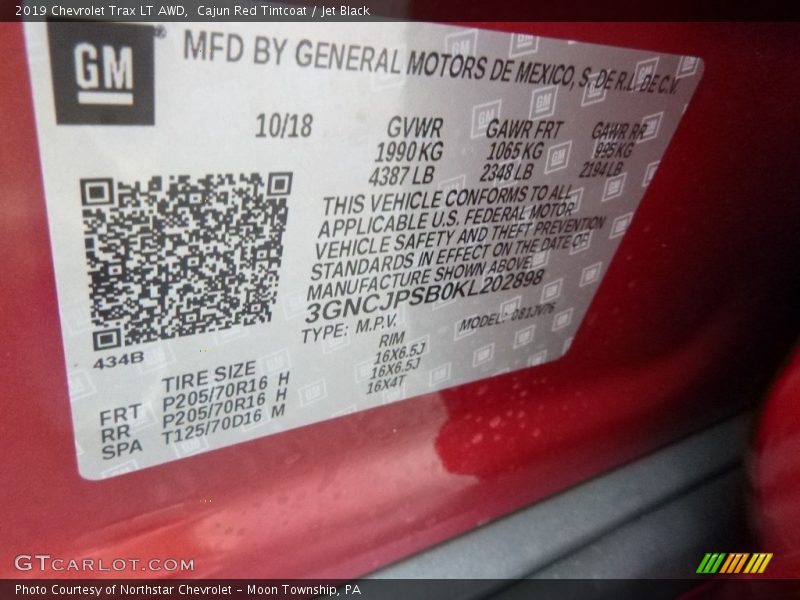 2019 Chevrolet Trax LT AWD, Cajun Red Tintcoat / Jet Black
GM
MFD BY GENERAL MOTORS DE MEXICO, S. DE R.L. DE C.V.
10/18
GVWR GAWR FRT GAWR RR
1990 KG 1065 KG 995 KG
4387 LB 2348 LB 2194 LB
THIS VEHICLE CONFORMS TO ALL
APPLICABLE U.S. FEDERAL MOTOR
VEHICLE SAFETY AND THEFT PREVENTION
STANDARDS IN EFFECT ON THE DATE OF
MANUFACTURE SHOWN ABOVE.
3GNCJPSB0KL202898
TYPE: M.P.V. MODEL: 081JV76
434B
TIRE SIZE RIM
FRT P205/70R16 H 16X6.5J
RR P205/70R16 H 16X6.5J
SPA T125/70D16 M 16X4T
GTCARLOT.COM
Photo Courtesy of Northstar Chevrolet - Moon Township, PA